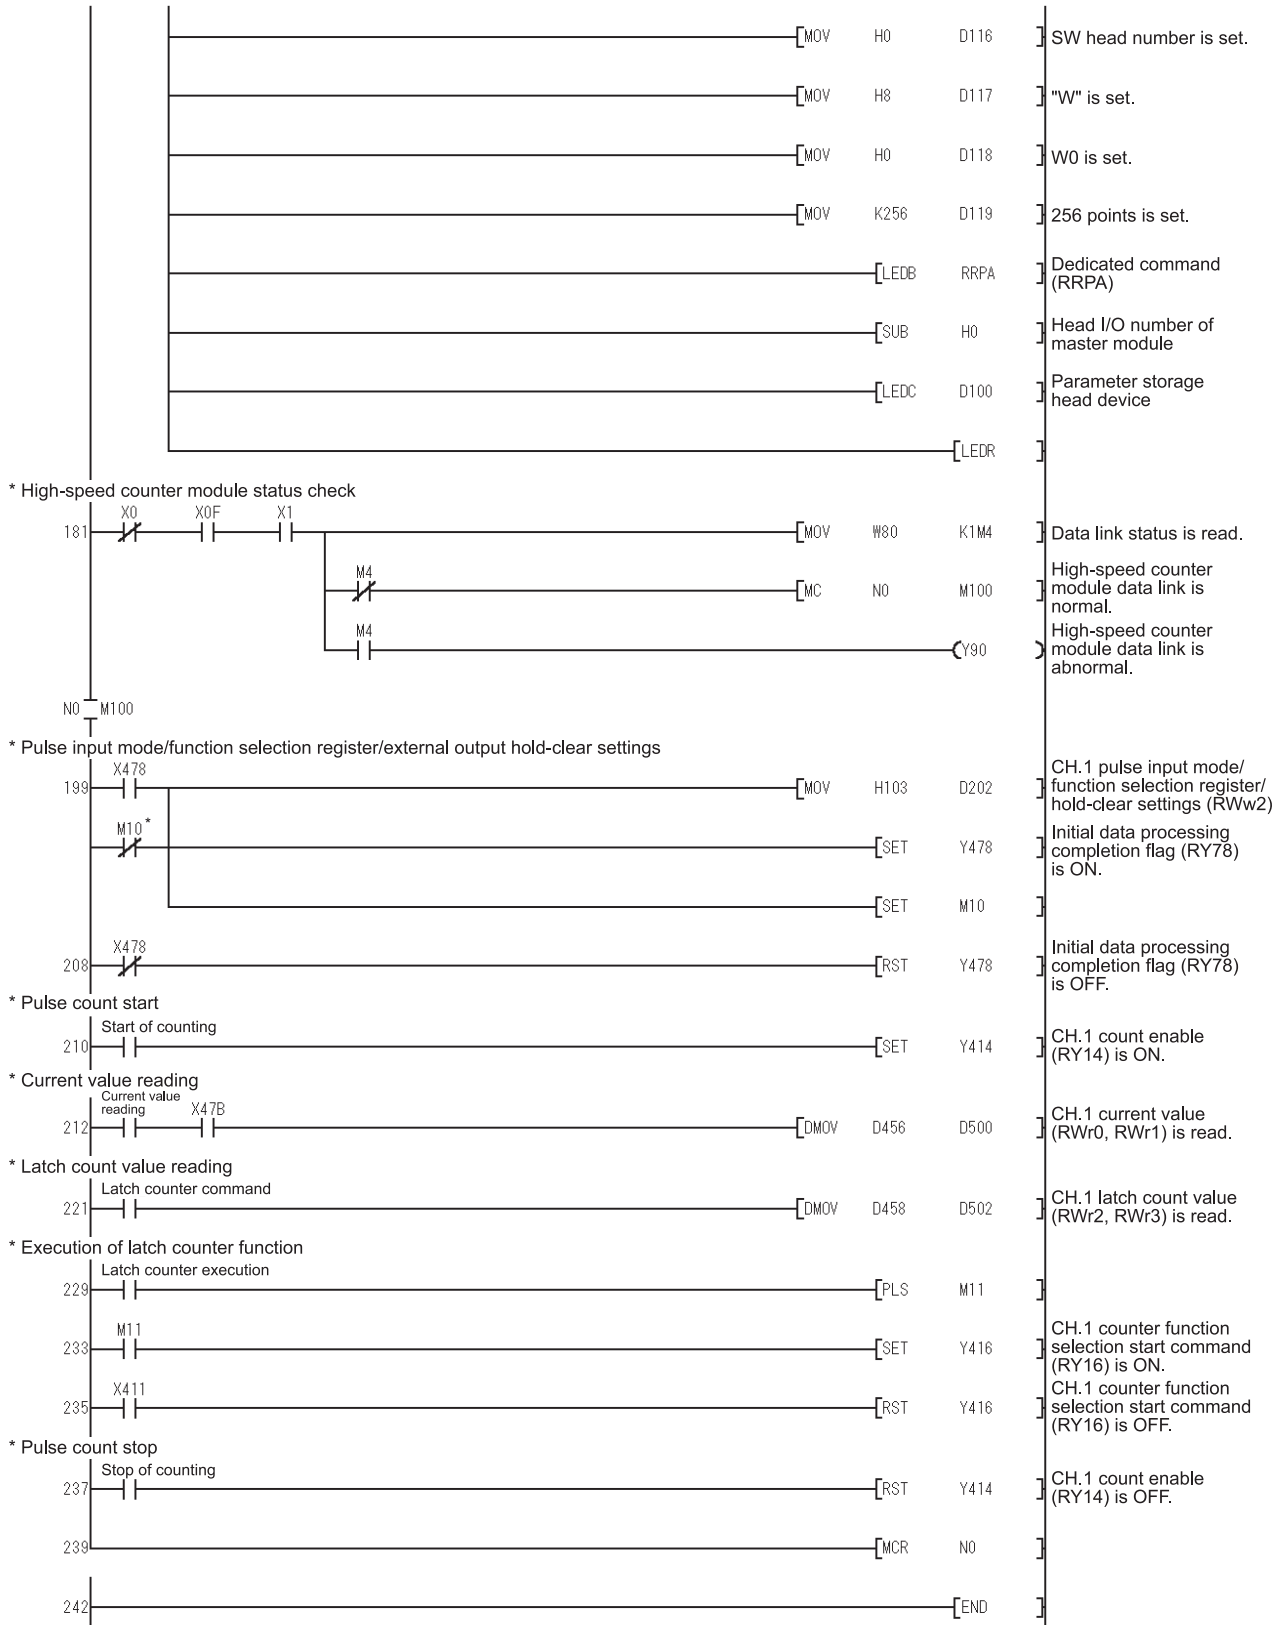 [MOV H0 D116 ] SW head number is set.
[MOV H8 D117 ] "W" is set.
[MOV H0 D118 ] W0 is set.
[MOV K256 D119 ] 256 points is set.
[LEDB RRPA ] Dedicated command
(RRPA)
[SUB H0 ] Head I/O number of
master module
[LEDC D100 ] Parameter storage
head device
[LEDR ]
* High-speed counter module status check
X0 X0F X1
181 [MOV W80 K1M4 ] Data link status is read.
M4
[MC N0 M100 ] High-speed counter
module data link is
normal.
M4
(Y90 ) High-speed counter
module data link is
abnormal.
N0 M100
* Pulse input mode/function selection register/external output hold-clear settings
X478
199 [MOV H103 D202 ] CH.1 pulse input mode/
function selection register/
hold-clear settings (RWw2)
M10 *
[SET Y478 ] Initial data processing
completion flag (RY78)
is ON.
[SET M10 ]
X478
208 [RST Y478 ] Initial data processing
completion flag (RY78)
is OFF.
* Pulse count start
Start of counting
210 [SET Y414 ] CH.1 count enable
(RY14) is ON.
* Current value reading
Current value
reading X47B
212 [DMOV D456 D500 ] CH.1 current value
(RWr0, RWr1) is read.
* Latch count value reading
Latch counter command
221 [DMOV D458 D502 ] CH.1 latch count value
(RWr2, RWr3) is read.
* Execution of latch counter function
Latch counter execution
229 [PLS M11 ]
M11
233 [SET Y416 ] CH.1 counter function
selection start command
(RY16) is ON.
X411
235 [RST Y416 ] CH.1 counter function
selection start command
(RY16) is OFF.
* Pulse count stop
Stop of counting
237 [RST Y414 ] CH.1 count enable
(RY14) is OFF.
239 [MCR N0 ]
242 [END ]